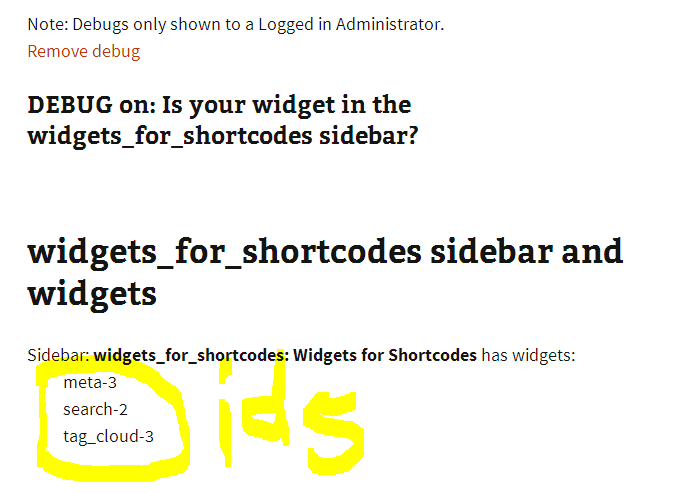 Note: Debugs only shown to a Logged in Administrator.
Remove debug
DEBUG on: Is your widget in the
widgets_for_shortcodes sidebar?
widgets_for_shortcodes sidebar and
widgets
Sidebar: widgets_for_shortcodes: Widgets for Shortcodes has widgets:
meta-3
search-2
tag_cloud-3
ids